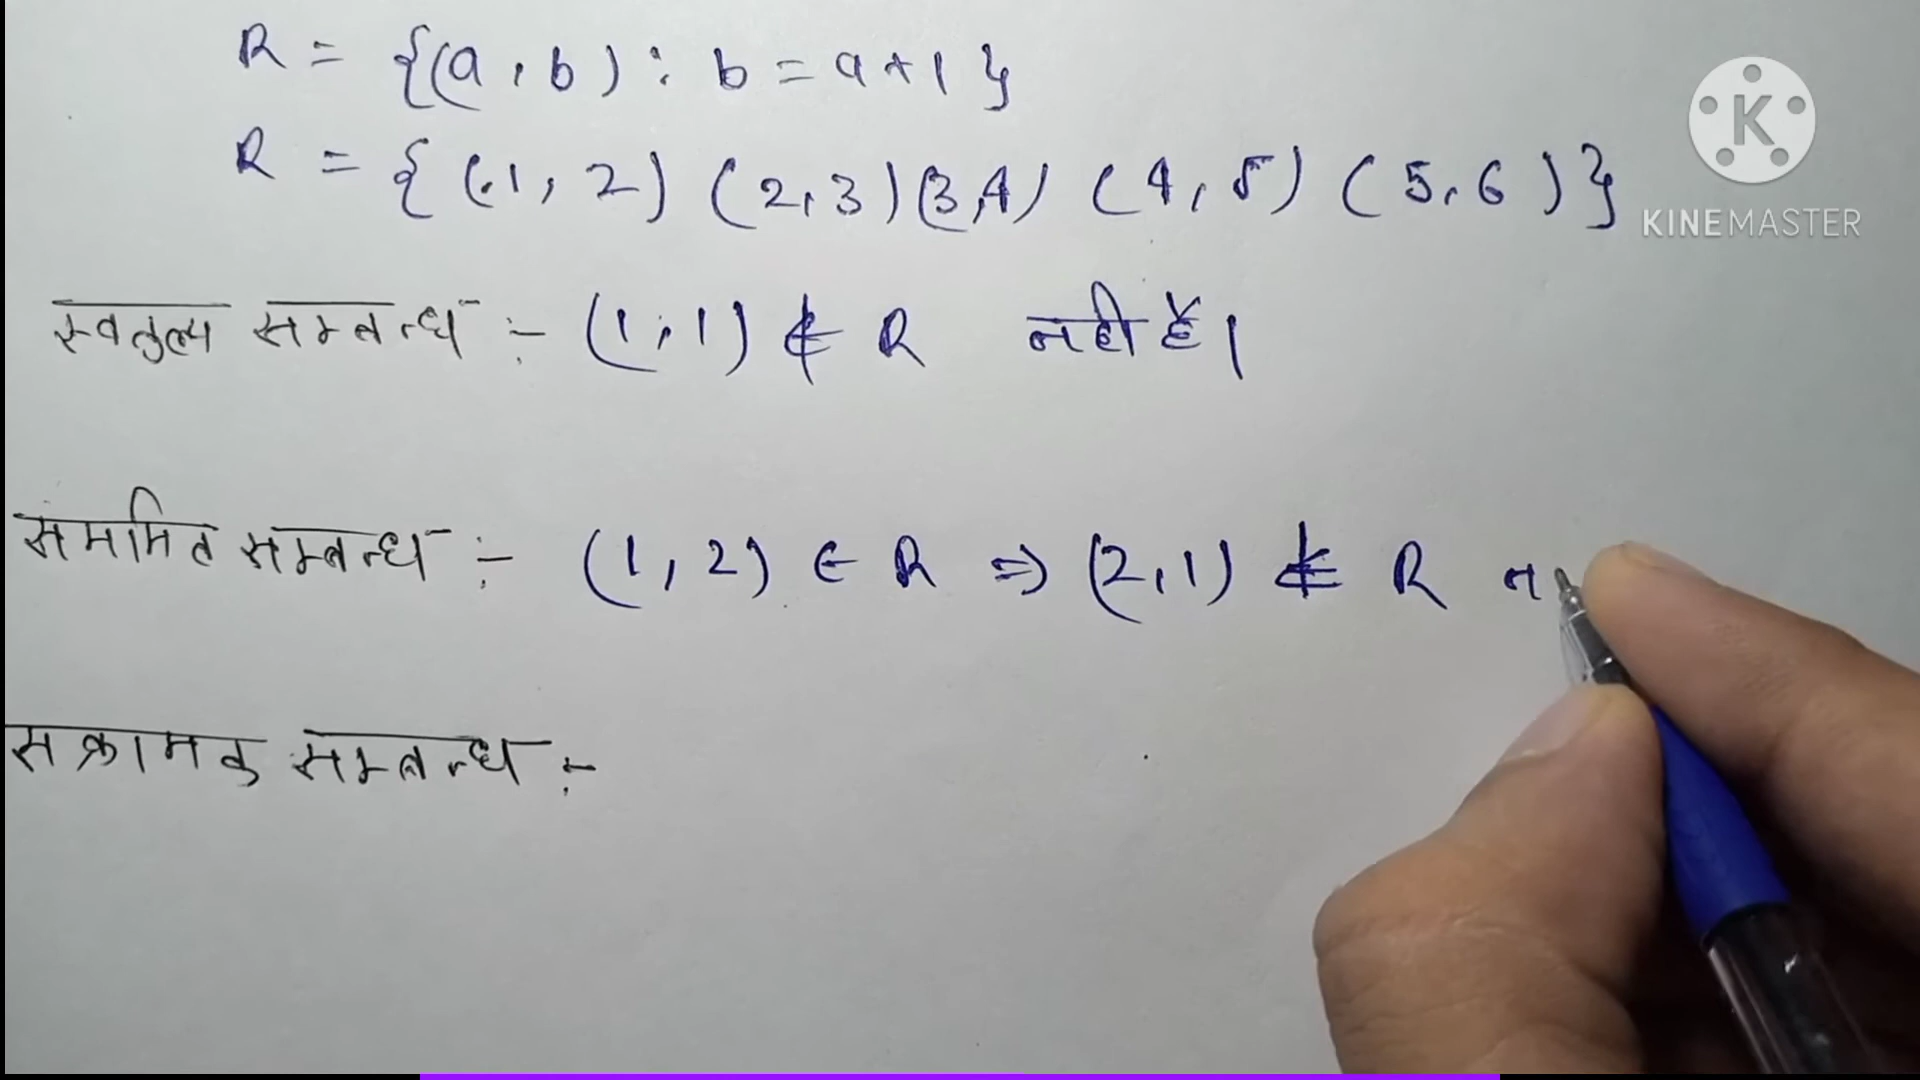 R = {(a, b) : b = a+1}
R = {(1, 2) (2, 3) (3, 4) (4, 5) (5, 6)}
KINEMASTER
स्वतुल्य सम्बन्ध :- (1, 1) ∉ R नहीं है।
सममित सम्बन्ध :- (1, 2) ∈ R ⇒ (2, 1) ∉ R न
सक्रामक सम्बन्ध :-